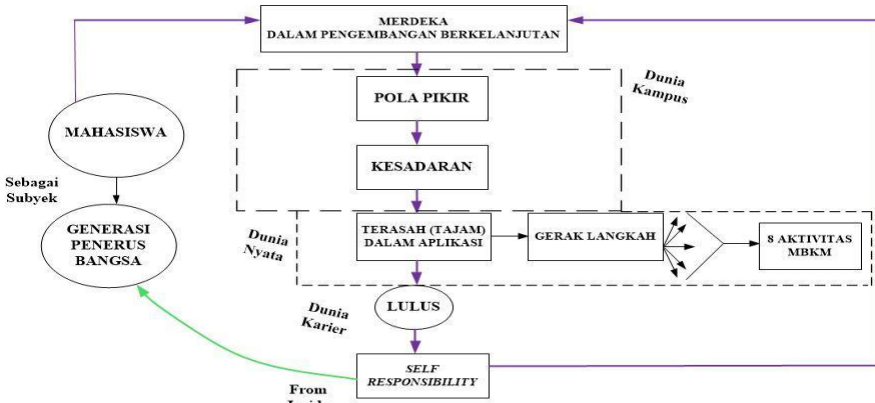 MERDEKA
DALAM PENGEMBANGAN BERKELANJUTAN
Dunia
Kampus
POLA PIKIR
MAHASISWA
KESADARAN
Sebagai
Subyek
GENERASI
PENERUS
BANGSA
Dunia
Nyata
TERASAH (TAJAM)
DALAM APLIKASI
GERAK LANGKAH
8 AKTIVITAS
MBKM
Dunia
Karier
LULUS
SELF
RESPONSIBILITY
From